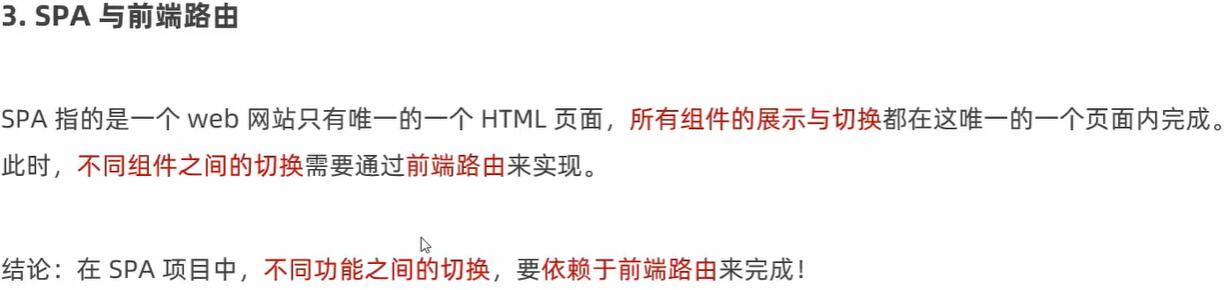 3. SPA 与前端路由
SPA 指的是一个 web 网站只有唯一的一个 HTML 页面，所有组件的展示与切换都在这唯一的一个页面内完成。
此时，不同组件之间的切换需要通过前端路由来实现。
结论：在 SPA 项目中，不同功能之间的切换，要依赖于前端路由来完成！